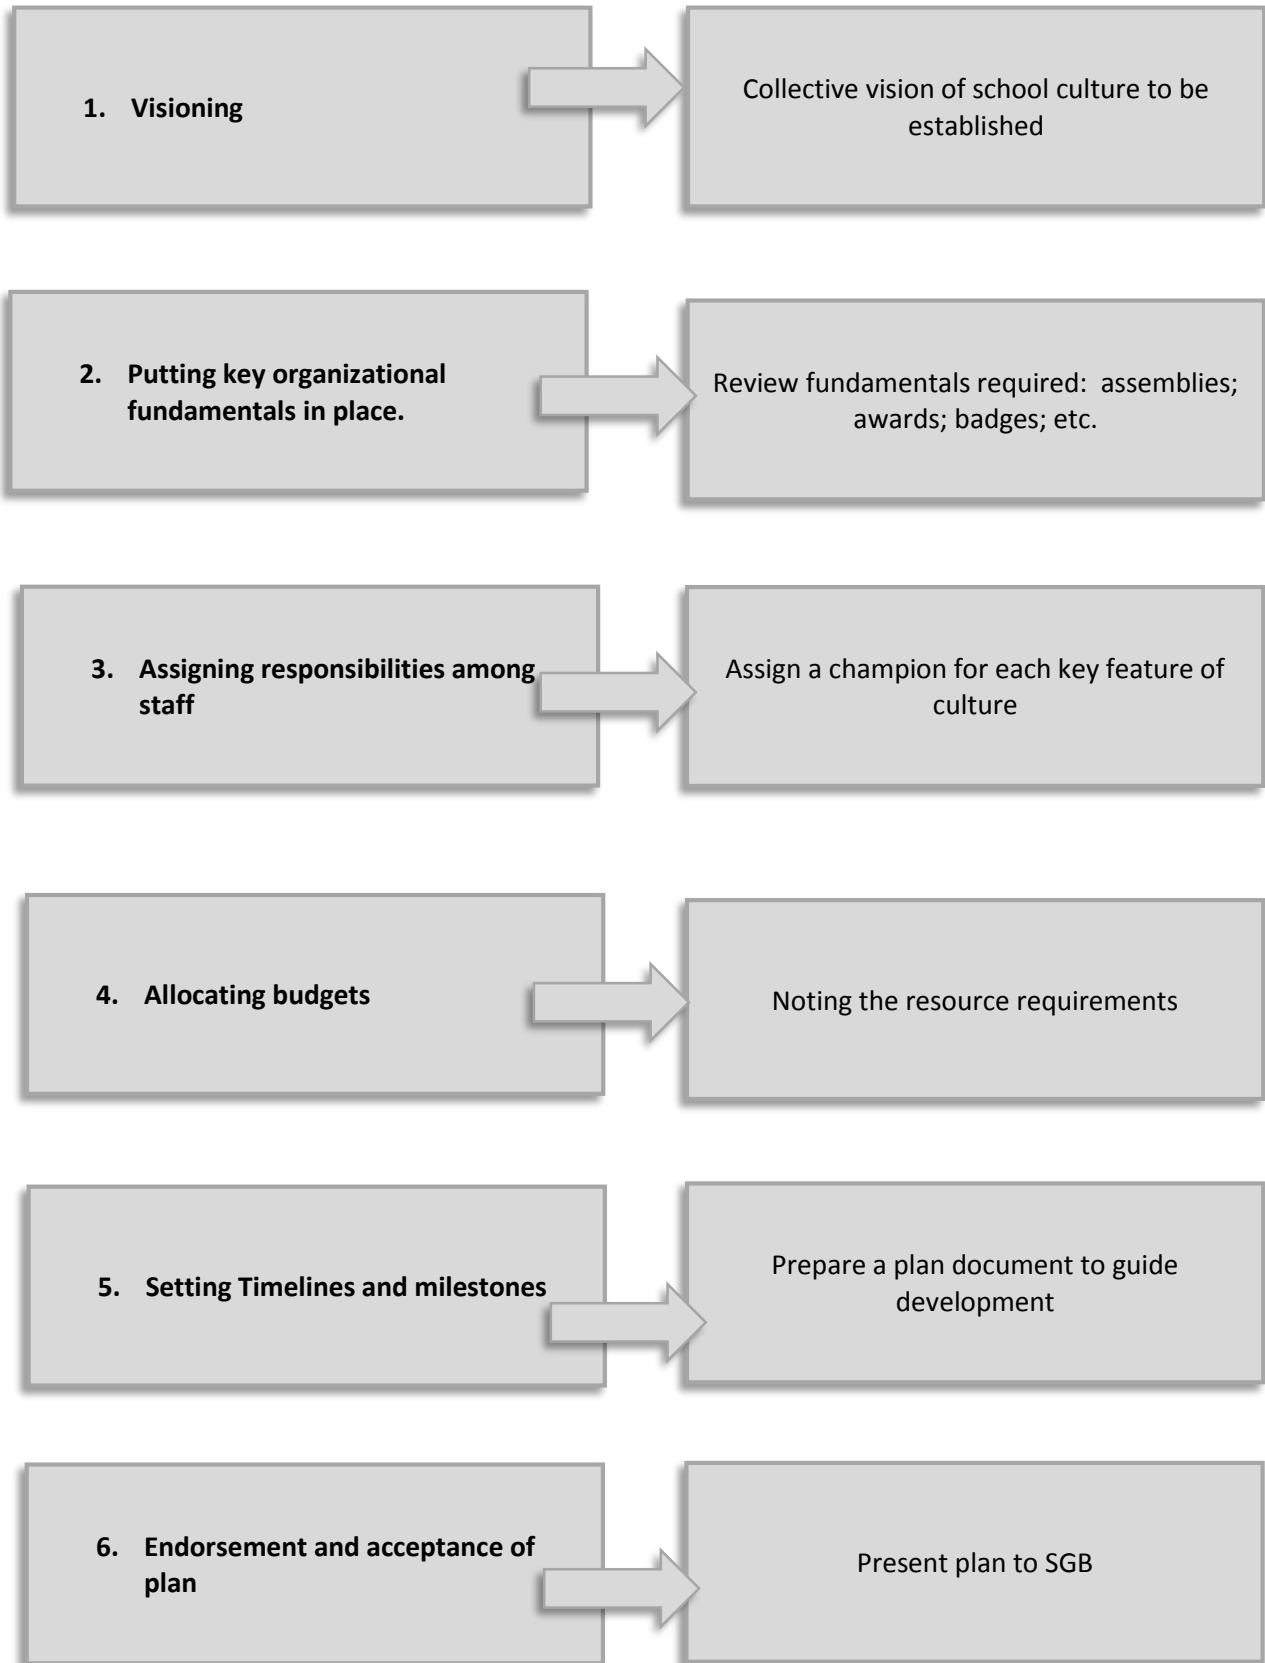 1. Visioning
Collective vision of school culture to be
established
2. Putting key organizational
fundamentals in place.
Review fundamentals required:  assemblies;
awards; badges; etc.
3. Assigning responsibilities among
staff
Assign a champion for each key feature of
culture
4. Allocating budgets
Noting the resource requirements
5. Setting Timelines and milestones
Prepare a plan document to guide
development
6. Endorsement and acceptance of
plan
Present plan to SGB